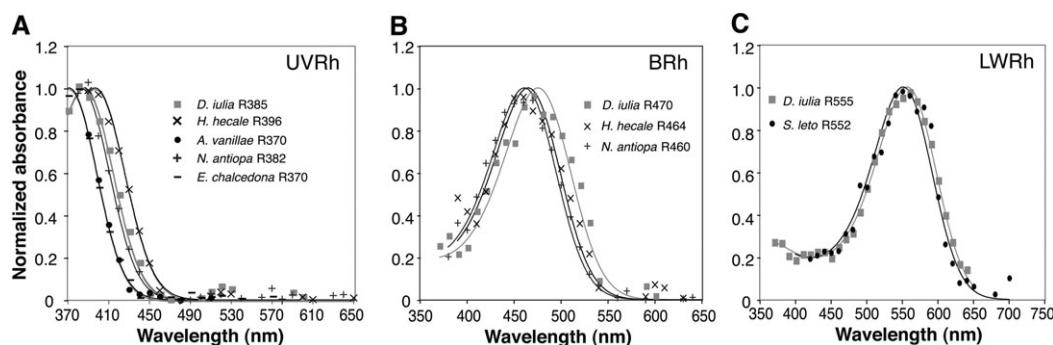 A
UVRh
Normalized absorbance
1.2
1.0
0.8
0.6
0.4
0.2
0
D. iulia R385
H. hecale R396
A. vanillae R370
N. antiopa R382
E. chalcedona R370
370 410 450 490 530 570 610 650
Wavelength (nm)
B
BRh
1.2
1.0
0.8
0.6
0.4
0.2
0
D. iulia R470
H. hecale R464
N. antiopa R460
350 400 450 500 550 600 650
Wavelength (nm)
C
LWRh
1.2
1.0
0.8
0.6
0.4
0.2
0
D. iulia R555
S. leto R552
350 400 450 500 550 600 650 700 750
Wavelength (nm)